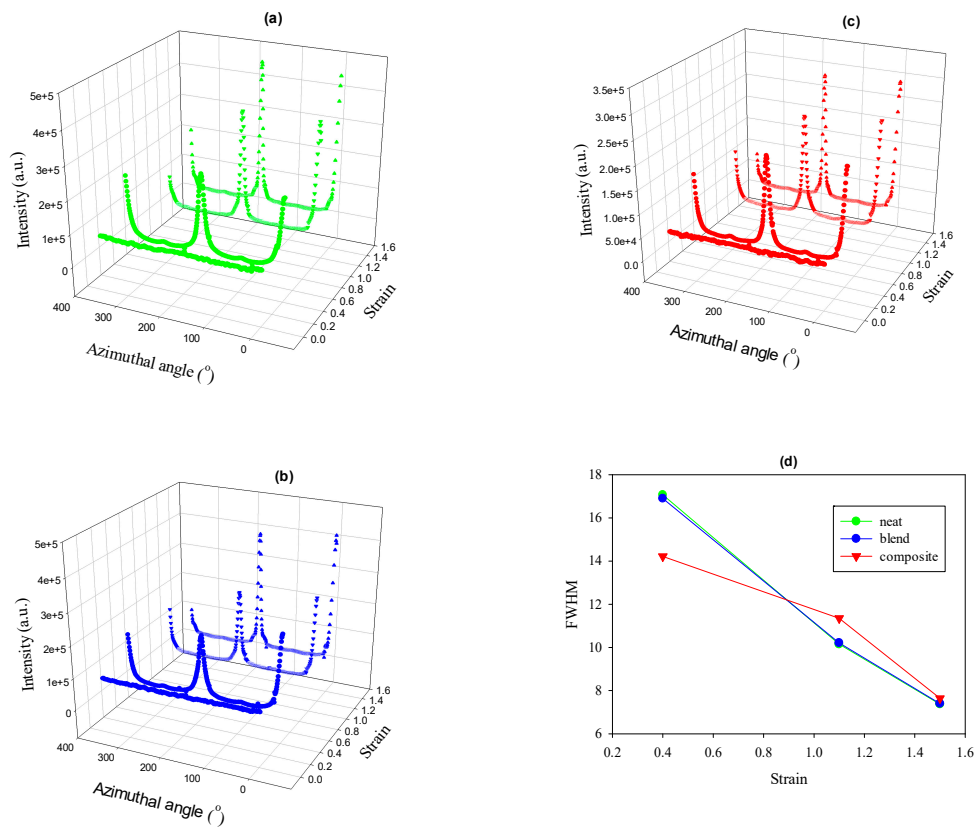 (a)
5e+5
4e+5
3e+5
2e+5
1e+5
0
Intensity (a.u.)
400
300
200
100
0
Azimuthal angle (°)
0.0
0.2
0.4
0.6
0.8
1.0
1.2
1.4
1.6
Strain
(c)
3.5e+5
3.0e+5
2.5e+5
2.0e+5
1.5e+5
1.0e+5
5.0e+4
0.0
Intensity (a.u.)
400
300
200
100
0
Azimuthal angle (°)
0.0
0.2
0.4
0.6
0.8
1.0
1.2
1.4
1.6
Strain
(b)
5e+5
4e+5
3e+5
2e+5
1e+5
0
Intensity (a.u.)
400
300
200
100
0
Azimuthal angle (°)
0.0
0.2
0.4
0.6
0.8
1.0
1.2
1.4
1.6
Strain
(d)
18
16
14
12
10
8
6
FWHM
neat
blend
composite
0.2 0.4 0.6 0.8 1.0 1.2 1.4 1.6
Strain